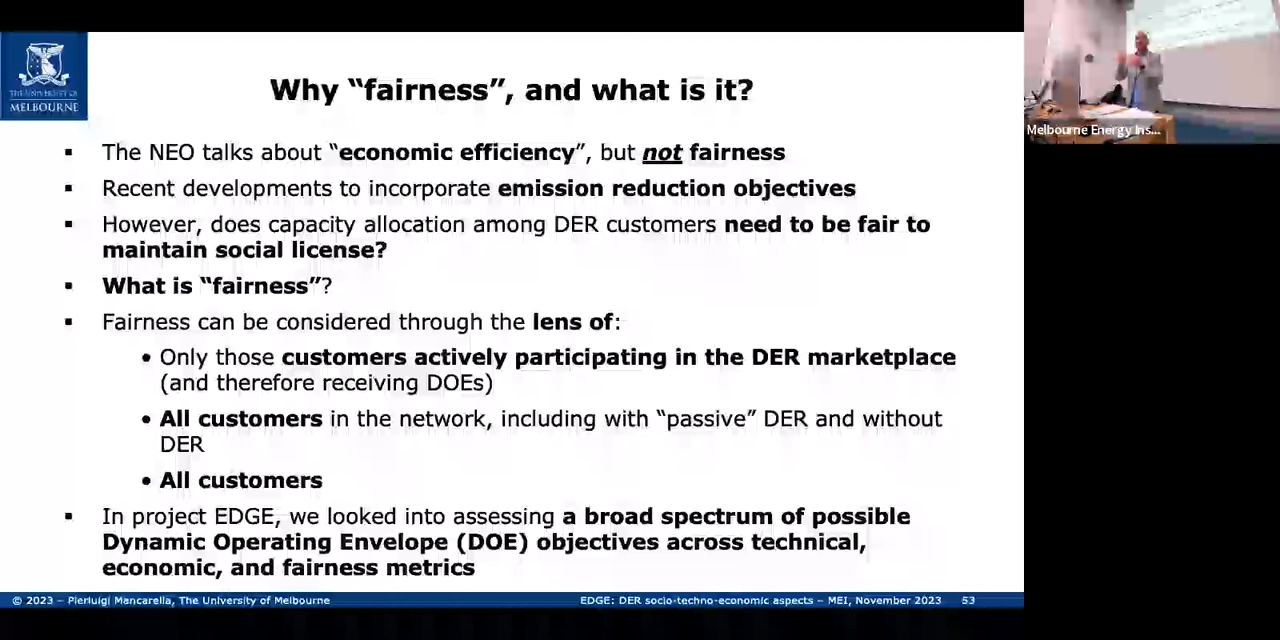 THE UNIVERSITY OF
MELBOURNE
Why “fairness”, and what is it?
▪ The NEO talks about “economic efficiency”, but not fairness
▪ Recent developments to incorporate emission reduction objectives
▪ However, does capacity allocation among DER customers need to be fair to
maintain social license?
▪ What is “fairness”?
▪ Fairness can be considered through the lens of:
• Only those customers actively participating in the DER marketplace
(and therefore receiving DOEs)
• All customers in the network, including with “passive” DER and without
DER
• All customers
▪ In project EDGE, we looked into assessing a broad spectrum of possible
Dynamic Operating Envelope (DOE) objectives across technical,
economic, and fairness metrics
© 2023 – Pierluigi Mancarella, The University of Melbourne
EDGE: DER socio-techno-economic aspects – MEI, November 2023 53
Melbourne Energy Ins...